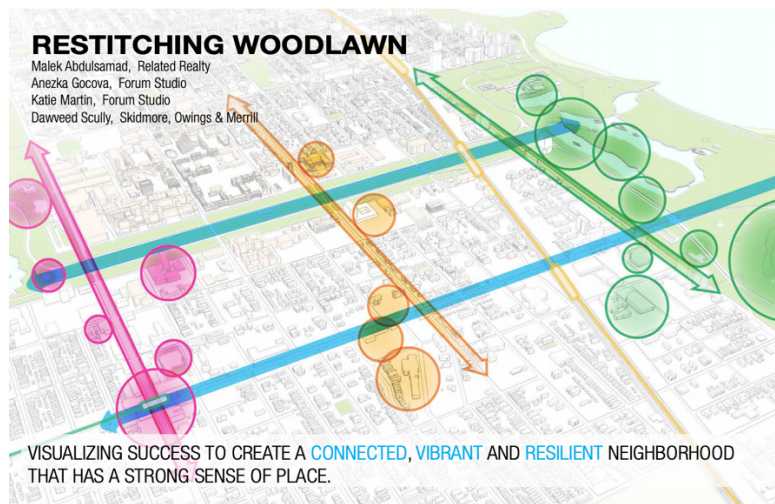 RESTITCHING WOODLAWN
Malek Abdulsamad, Related Realty
Anezka Gocova, Forum Studio
Katie Martin, Forum Studio
Dawveed Scully, Skidmore, Owings & Merrill
VISUALIZING SUCCESS TO CREATE A CONNECTED, VIBRANT AND RESILIENT NEIGHBORHOOD
THAT HAS A STRONG SENSE OF PLACE.